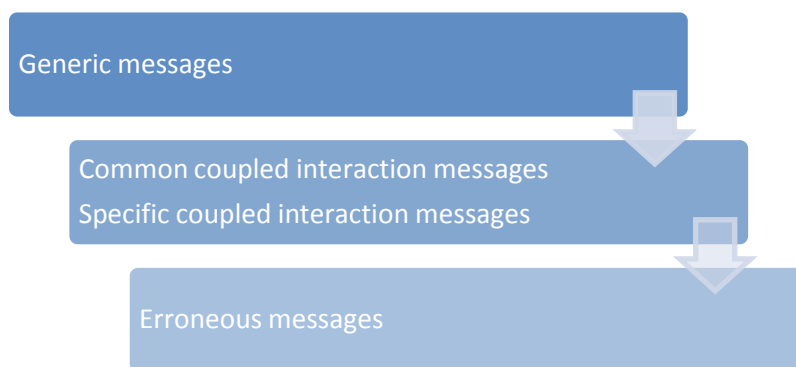 Generic messages
Common coupled interaction messages
Specific coupled interaction messages
Erroneous messages